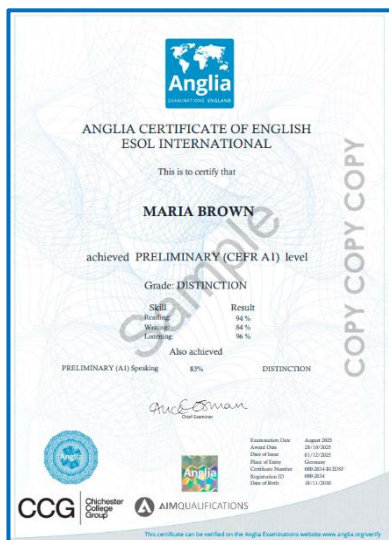 Anglia
EXAMINATIONS ENGLAND
ANGLIA CERTIFICATE OF ENGLISH
ESOL INTERNATIONAL
This is to certify that
MARIA BROWN
achieved PRELIMINARY (CEFR A1) level
Grade: DISTINCTION
Skill Result
Reading: 94 %
Writing: 84 %
Listening: 96 %
Also achieved
PRELIMINARY (A1) Speaking 83% DISTINCTION
Sample
COPY COPY COPY
Chief Examiner
Examination Date August 2025
Award Date
Date of Issue 01/12/2025
Place of Entry Germany
Certificate Number
Registration ID
Date of Birth
Anglia
Anglia
CCG Chichester College Group
AIMQUALIFICATIONS
This certificate can be verified on the Anglia Examinations website www.anglia.org/verify